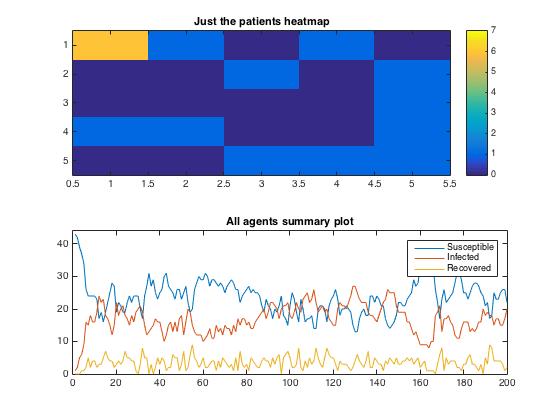 Just the patients heatmap
1
2
3
4
5
0.5 1 1.5 2 2.5 3 3.5 4 4.5 5 5.5
7
6
5
4
3
2
1
0
All agents summary plot
40
30
20
10
0
Susceptible
Infected
Recovered
0 20 40 60 80 100 120 140 160 180 200